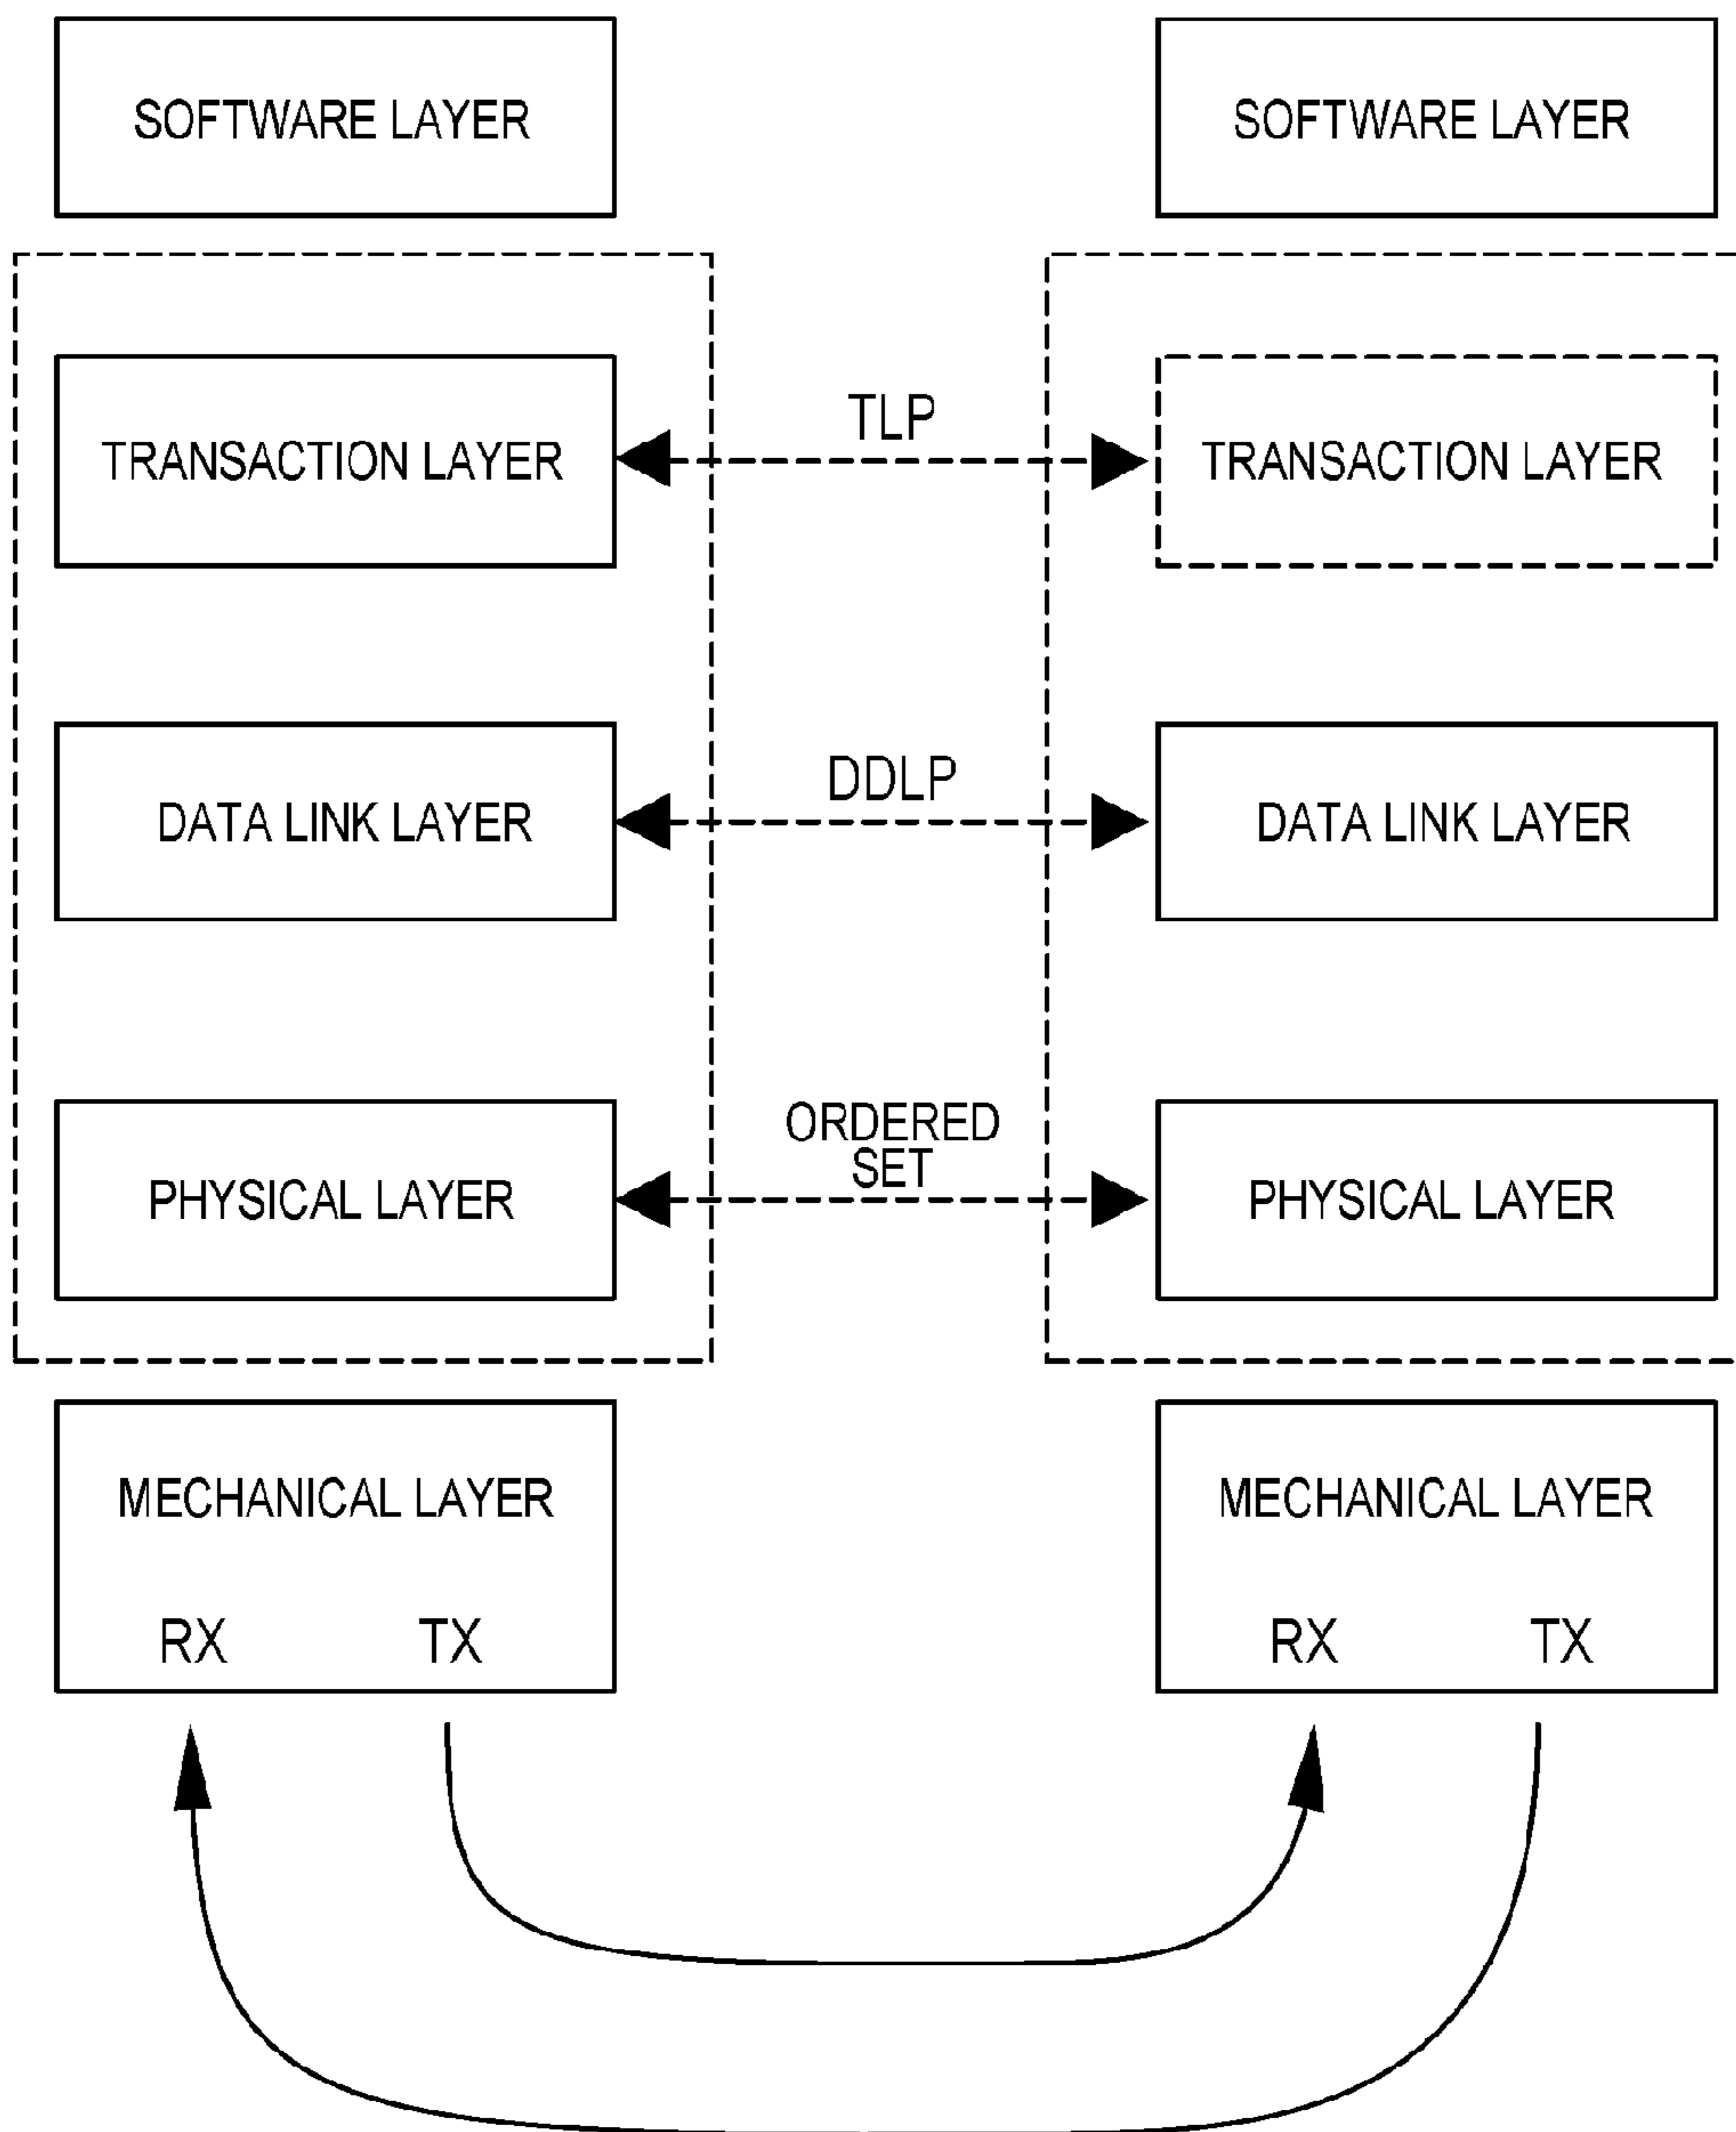 SOFTWARE LAYER
SOFTWARE LAYER
TRANSACTION LAYER
TLP
TRANSACTION LAYER
DATA LINK LAYER
DDLP
DATA LINK LAYER
PHYSICAL LAYER
ORDERED
SET
PHYSICAL LAYER
MECHANICAL LAYER
MECHANICAL LAYER
RX TX
RX TX